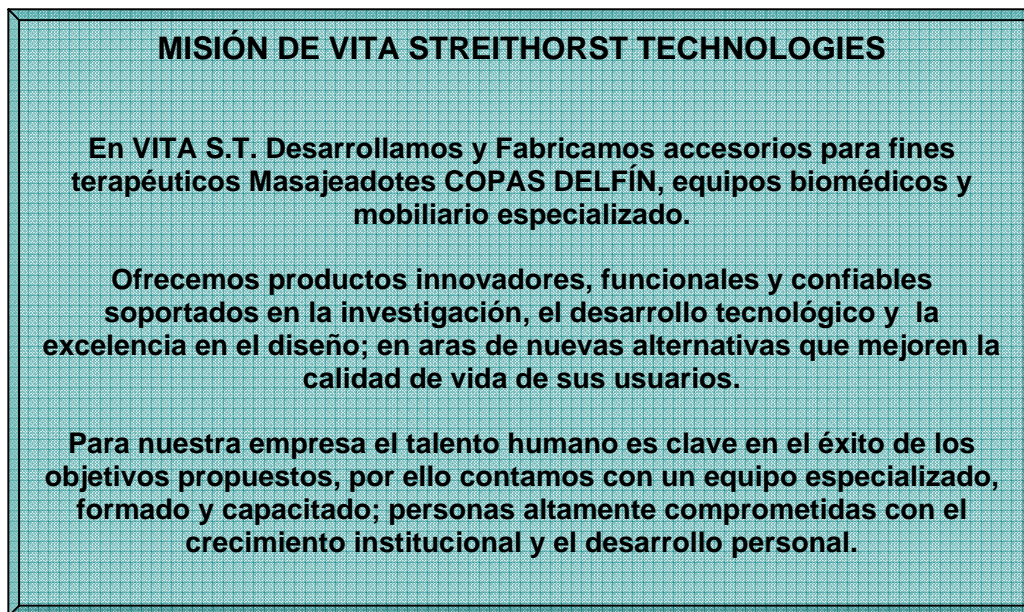 MISIÓN DE VITA STREITHORST TECHNOLOGIES
En VITA S.T. Desarrollamos y Fabricamos accesorios para fines
terapéuticos Masajeadotes COPAS DELFÍN, equipos biomédicos y
mobiliario especializado.
Ofrecemos productos innovadores, funcionales y confiables
soportados en la investigación, el desarrollo tecnológico y  la
excelencia en el diseño; en aras de nuevas alternativas que mejoren la
calidad de vida de sus usuarios.
Para nuestra empresa el talento humano es clave en el éxito de los
objetivos propuestos, por ello contamos con un equipo especializado,
formado y capacitado; personas altamente comprometidas con el
crecimiento institucional y el desarrollo personal.